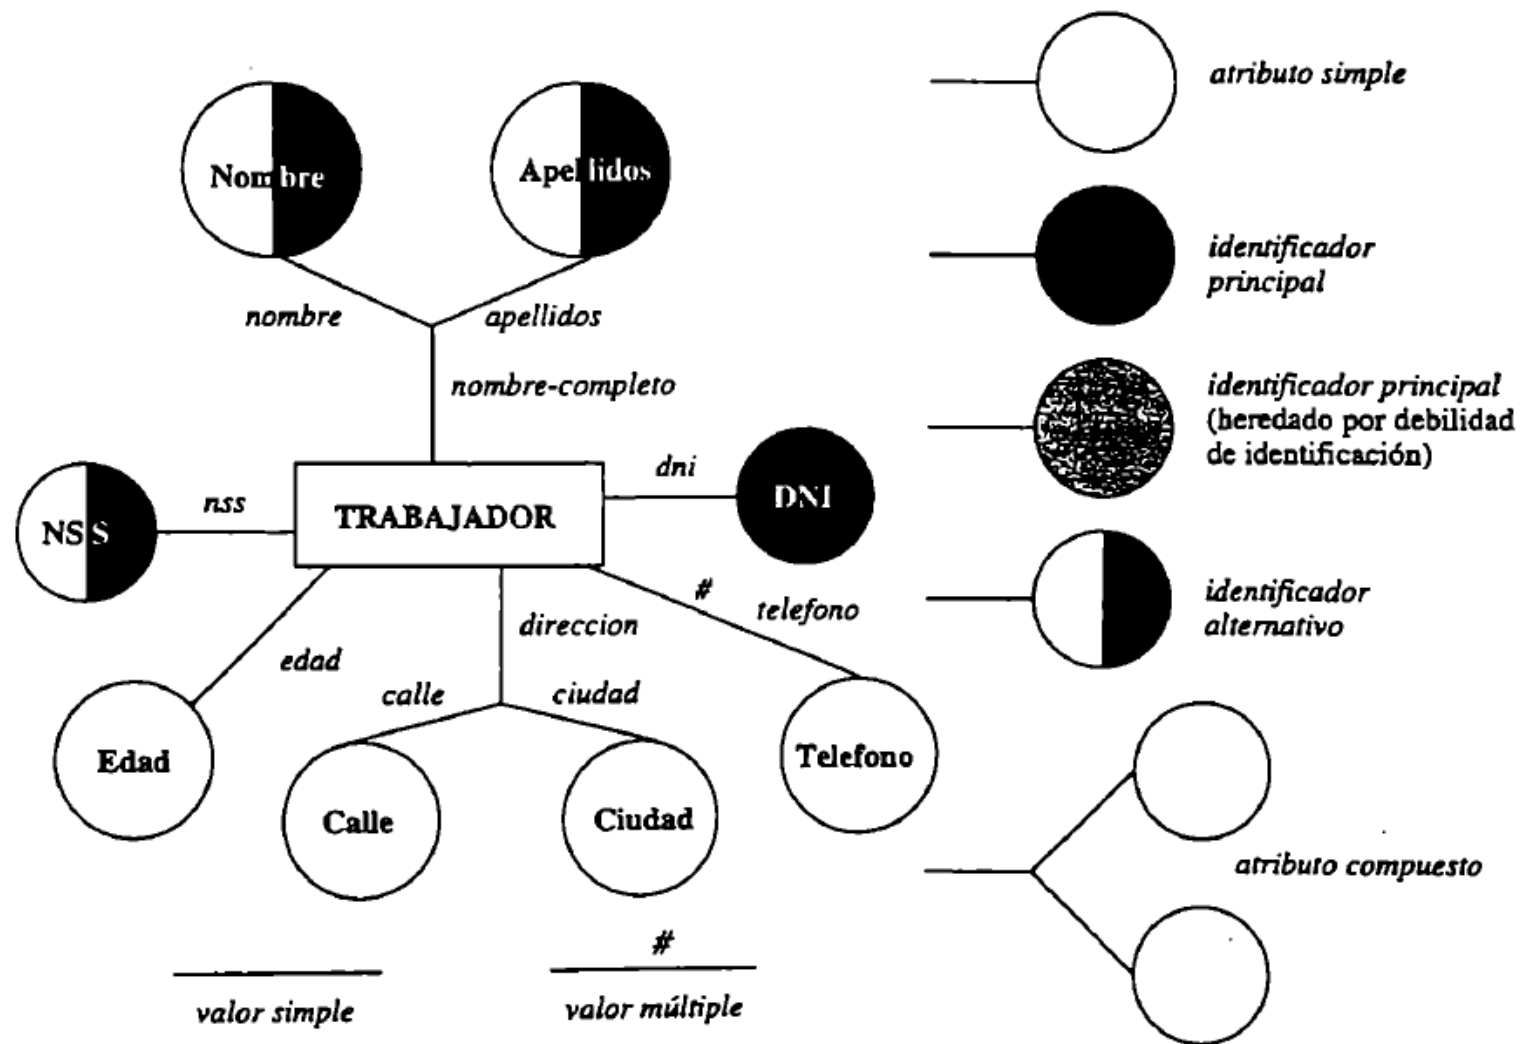 Nombre
Apellidos
nombre
apellidos
nombre-completo
NSS
nss
TRABAJADOR
dni
DNI
#
telefono
direccion
edad
calle
ciudad
Edad
Calle
Ciudad
Telefono
valor simple
#
valor múltiple
atributo simple
identificador
principal
identificador principal
(heredado por debilidad
de identificación)
identificador
alternativo
atributo compuesto